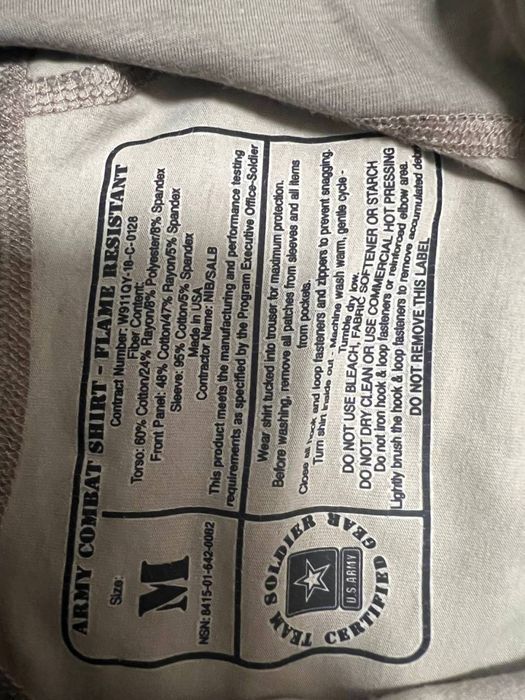 ARMY COMBAT SHIRT - FLAME RESISTANT
Size:
M
NSN: 8415-01-642-0002
Contract Number: W911QY-18-C-0128
Fiber Content:
Torso: 60% Cotton/24% Rayon/8% Polyester/8% Spandex
Front Panel: 48% Cotton/47% Rayon/5% Spandex
Sleeve: 95% Cotton/5% Spandex
Made in USA
Contractor Name: NIB/SALB
This product meets the manufacturing and performance testing
requirements as specified by the Program Executive Office-Soldier
TEAM SOLDIER
CERTIFIED GEAR
U.S.ARMY
Wear shirt tucked into trouser for maximum protection.
Before washing, remove all patches from sleeves and all items
from pockets.
Close all hook and loop fasteners and zippers to prevent snagging.
Turn shirt inside out - Machine wash warm, gentle cycle -
Tumble dry low.
DO NOT USE BLEACH, FABRIC SOFTENER OR STARCH
DO NOT DRY CLEAN OR USE COMMERCIAL HOT PRESSING
Do not iron hook & loop fasteners or reinforced elbow area.
Lightly brush the hook & loop fasteners to remove accumulated
DO NOT REMOVE THIS LABEL